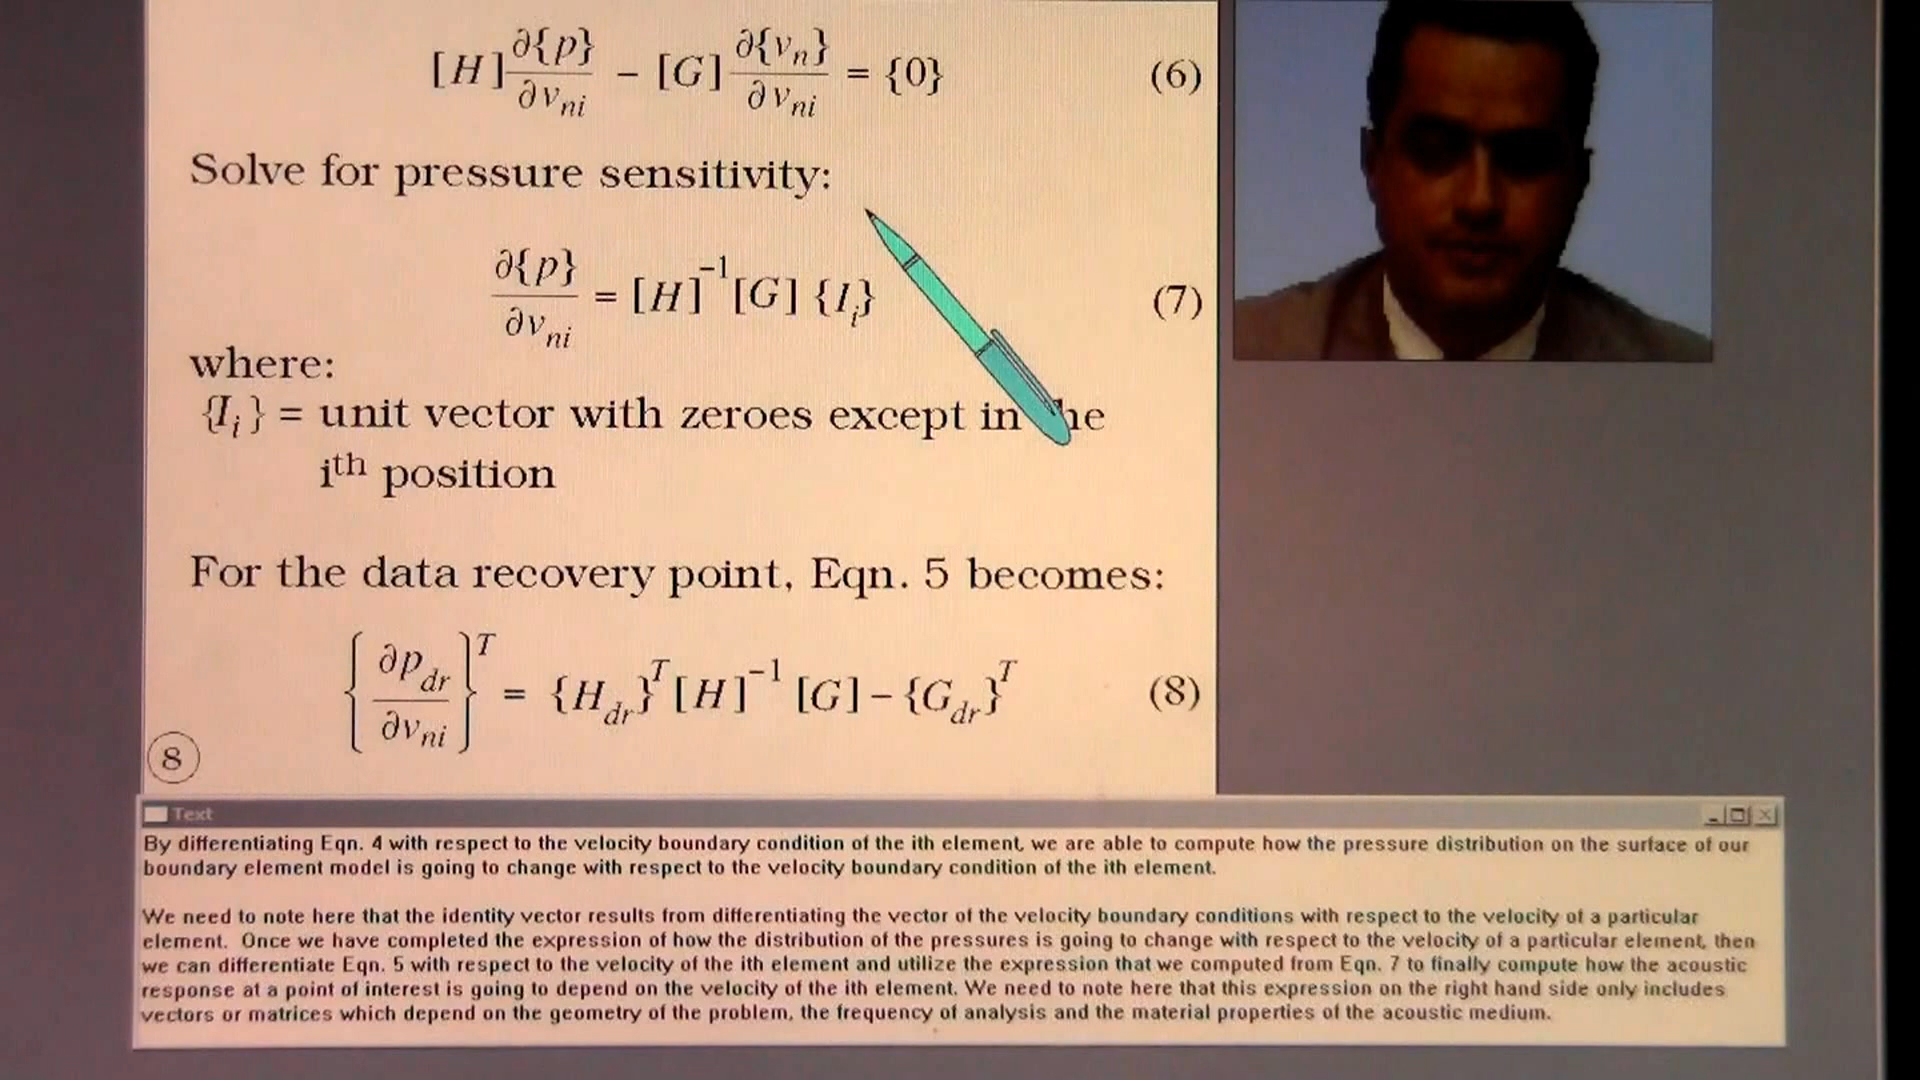 [H] ∂{p}/∂v_ni − [G] ∂{v_n}/∂v_ni = {0} (6)
Solve for pressure sensitivity:
∂{p}/∂v_ni = [H]^−1 [G] {I_i} (7)
where:
{I_i} = unit vector with zeroes except in he
i^th position
For the data recovery point, Eqn. 5 becomes:
{∂p_dr/∂v_ni}^T = {H_dr}^T [H]^−1 [G] − {G_dr}^T (8)
8
Text
By differentiating Eqn. 4 with respect to the velocity boundary condition of the ith element, we are able to compute how the pressure distribution on the surface of our
boundary element model is going to change with respect to the velocity boundary condition of the ith element.
We need to note here that the identity vector results from differentiating the vector of the velocity boundary conditions with respect to the velocity of a particular
element. Once we have completed the expression of how the distribution of the pressures is going to change with respect to the velocity of a particular element, then
we can differentiate Eqn. 5 with respect to the velocity of the ith element and utilize the expression that we computed from Eqn. 7 to finally compute how the acoustic
response at a point of interest is going to depend on the velocity of the ith element. We need to note here that this expression on the right hand side only includes
vectors or matrices which depend on the geometry of the problem, the frequency of analysis and the material properties of the acoustic medium.